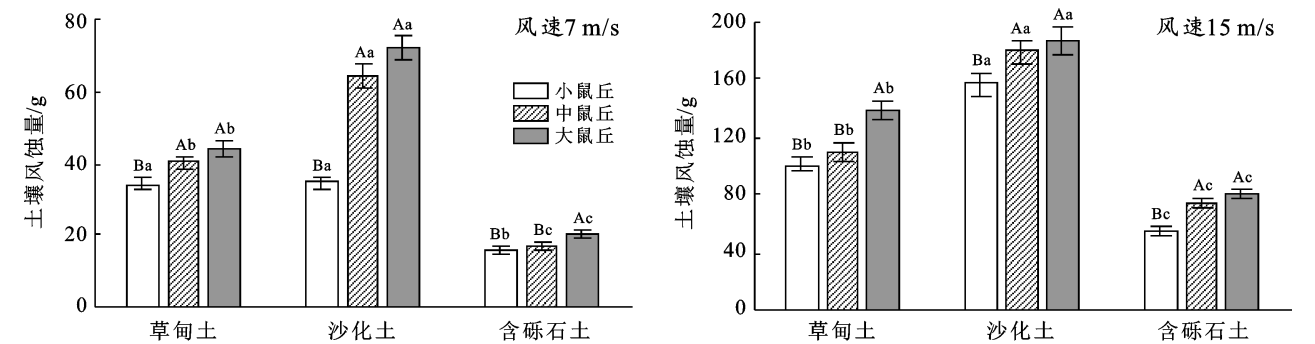 土壤风蚀量/g
80
60
40
20
0
风速7 m/s
小鼠丘
中鼠丘
大鼠丘
Ba
Ab
Ab
Ba
Aa
Aa
Bb
Bc
Ac
草甸土
沙化土
含砾石土
土壤风蚀量/g
200
160
120
80
40
0
风速15 m/s
Bb
Bb
Ab
Ba
Aa
Aa
Bc
Ac
Ac
草甸土
沙化土
含砾石土